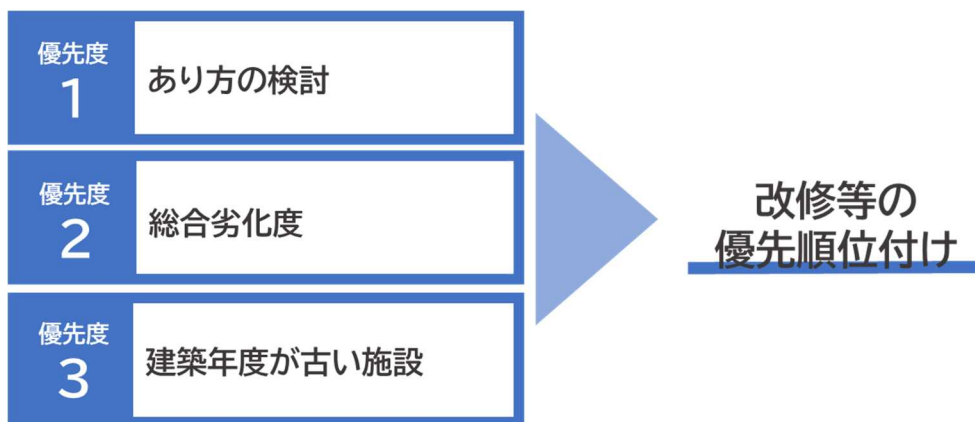 優先度
1
あり方の検討
優先度
2
総合劣化度
優先度
3
建築年度が古い施設
改修等の
優先順位付け